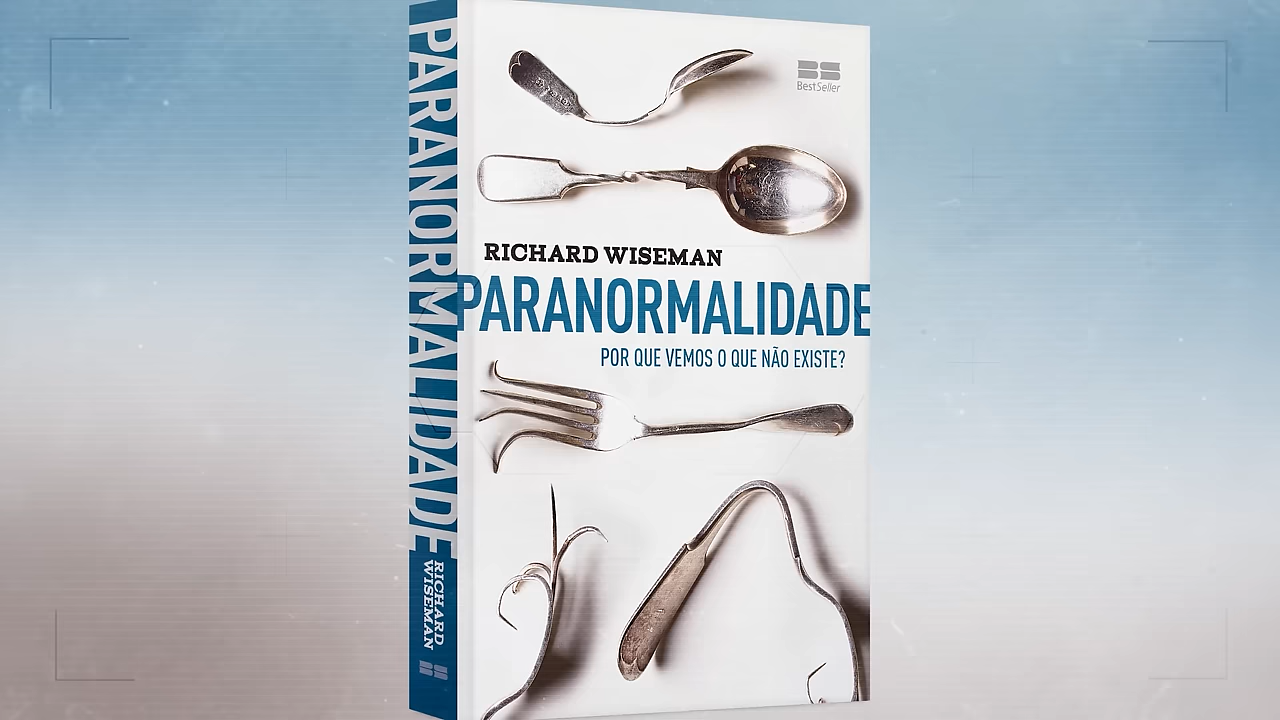 PARANORMALIDADE
RICHARD
WISEMAN
BS
BestSeller
RICHARD WISEMAN
PARANORMALIDADE
POR QUE VEMOS O QUE NÃO EXISTE?